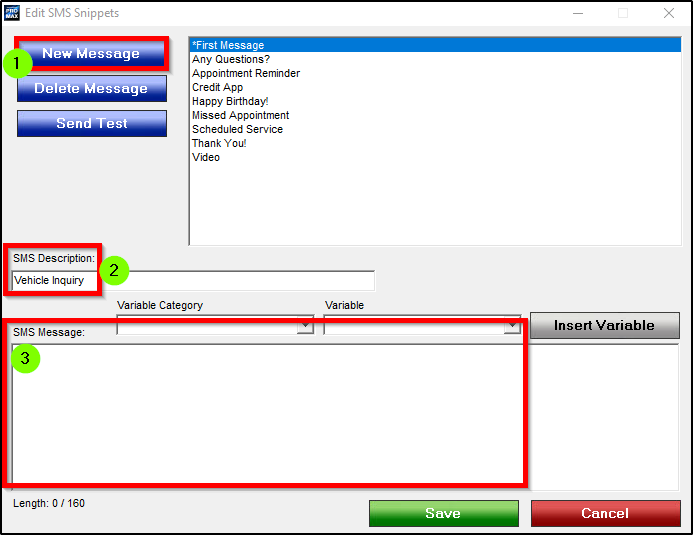 PRO
MAX
Edit SMS Snippets
New Message
1
Delete Message
Send Test
*First Message
Any Questions?
Appointment Reminder
Credit App
Happy Birthday!
Missed Appointment
Scheduled Service
Thank You!
Video
SMS Description:
2
Vehicle Inquiry
Variable Category
Variable
SMS Message:
Insert Variable
3
Length: 0 / 160
Save
Cancel